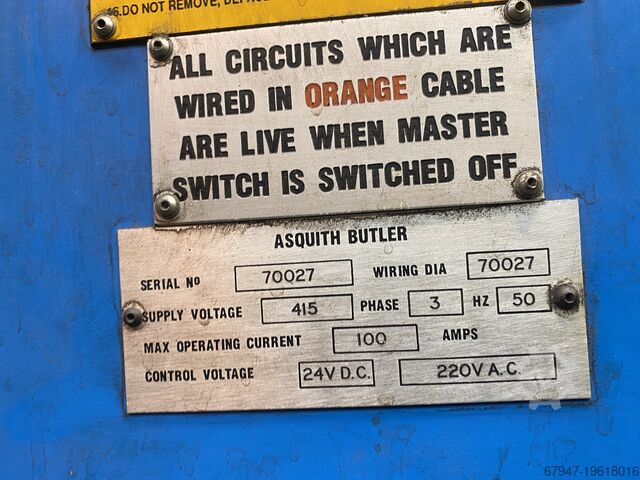 16.DO NOT REMOVE, DEFACE
ALL CIRCUITS WHICH ARE
WIRED IN ORANGE CABLE
ARE LIVE WHEN MASTER
SWITCH IS SWITCHED OFF
ASQUITH BUTLER
SERIAL No 70027 WIRING DIA 70027
SUPPLY VOLTAGE 415 PHASE 3 HZ 50
MAX OPERATING CURRENT 100 AMPS
CONTROL VOLTAGE 24V D.C. 220V A.C.
67947-19618016